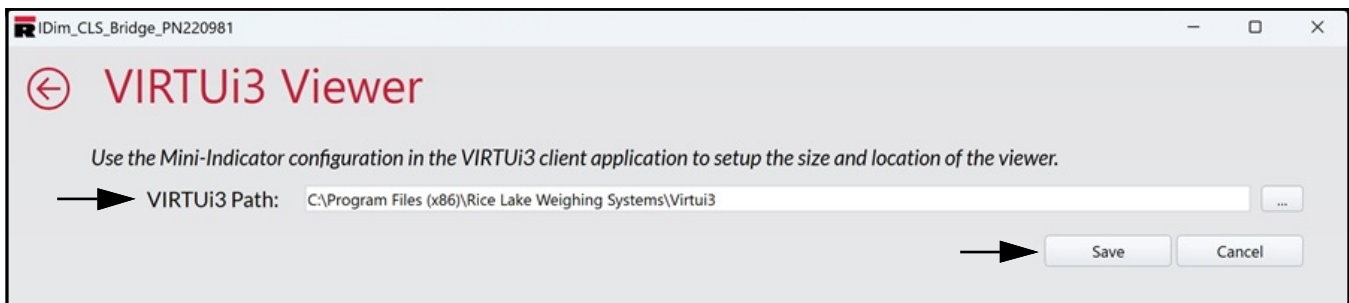 IDim_CLS_Bridge_PN220981
VIRTUi3 Viewer
Use the Mini-Indicator configuration in the VIRTUi3 client application to setup the size and location of the viewer.
VIRTUi3 Path: C:\Program Files (x86)\Rice Lake Weighing Systems\Virtui3 ...
Save Cancel